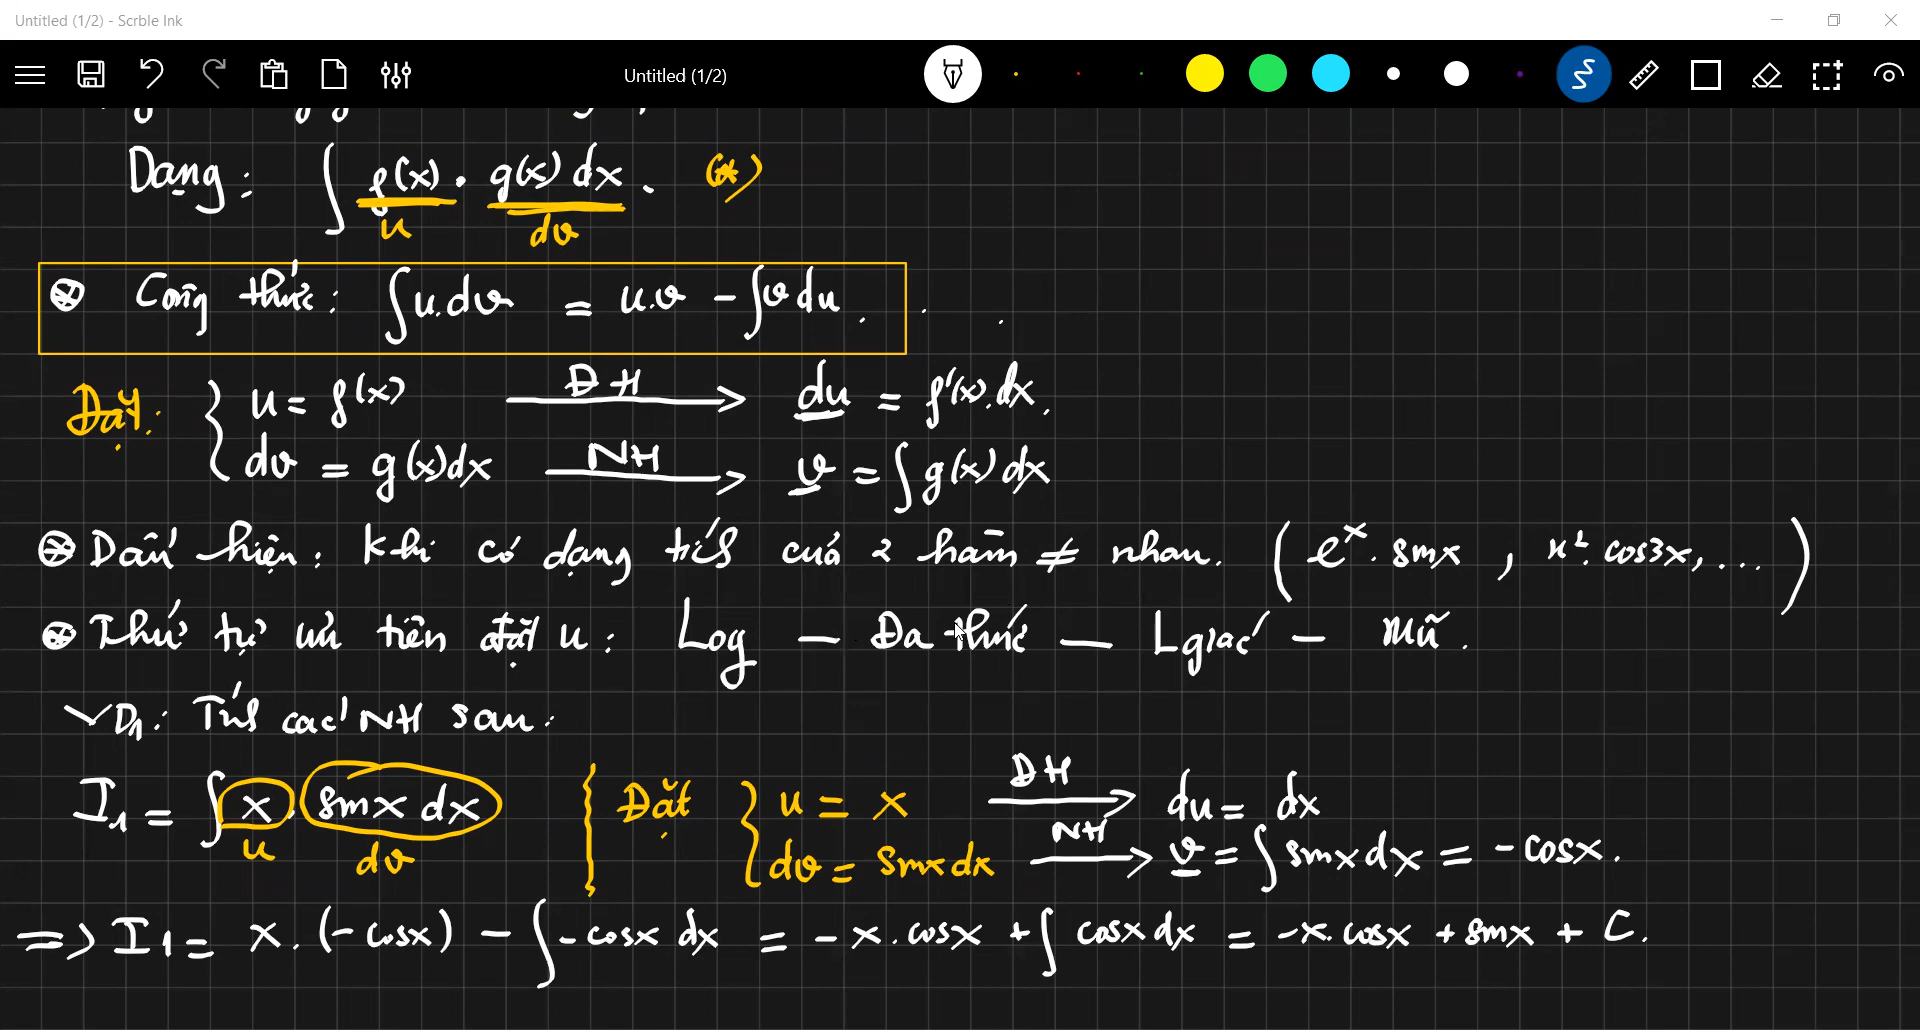 Untitled (1/2) - Scrble Ink
Untitled (1/2)
Dạng: ∫ f(x) . g(x) dx . (*)
u dv
⊛ Công thức: ∫ u.dv = u.v - ∫ v du .
Đặt: { u = f(x) ĐH → du = f'(x).dx.
dv = g(x)dx NH → v = ∫ g(x) dx
⊛ Dấu hiệu: Khi có dạng tích của 2 hàm ≠ nhau. ( eˣ. sinx , x². cos3x, ... )
⊛ Thứ tự ưu tiên đặt u: Log - Đa thức - Lgiác - Mũ.
D1: Tính các NH sau:
I₁ = ∫ x. sinx dx Đặt { u = x ĐH → du = dx
u dv dv = sinx dx NH → v = ∫ sinx dx = - cosx.
=> I₁ = x. (- cosx) - ∫ - cosx dx = - x. cosx + ∫ cosx dx = -x. cosx + sinx + C.